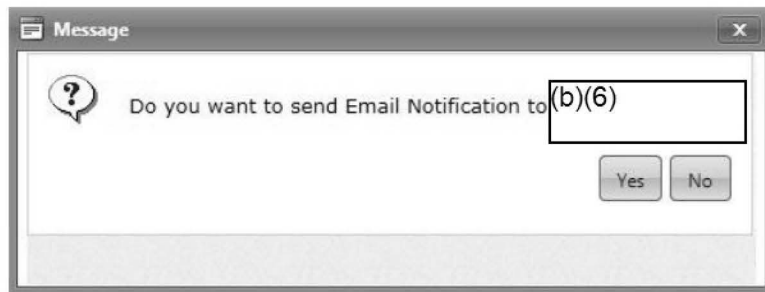 Message
Do you want to send Email Notification to (b)(6)
Yes No